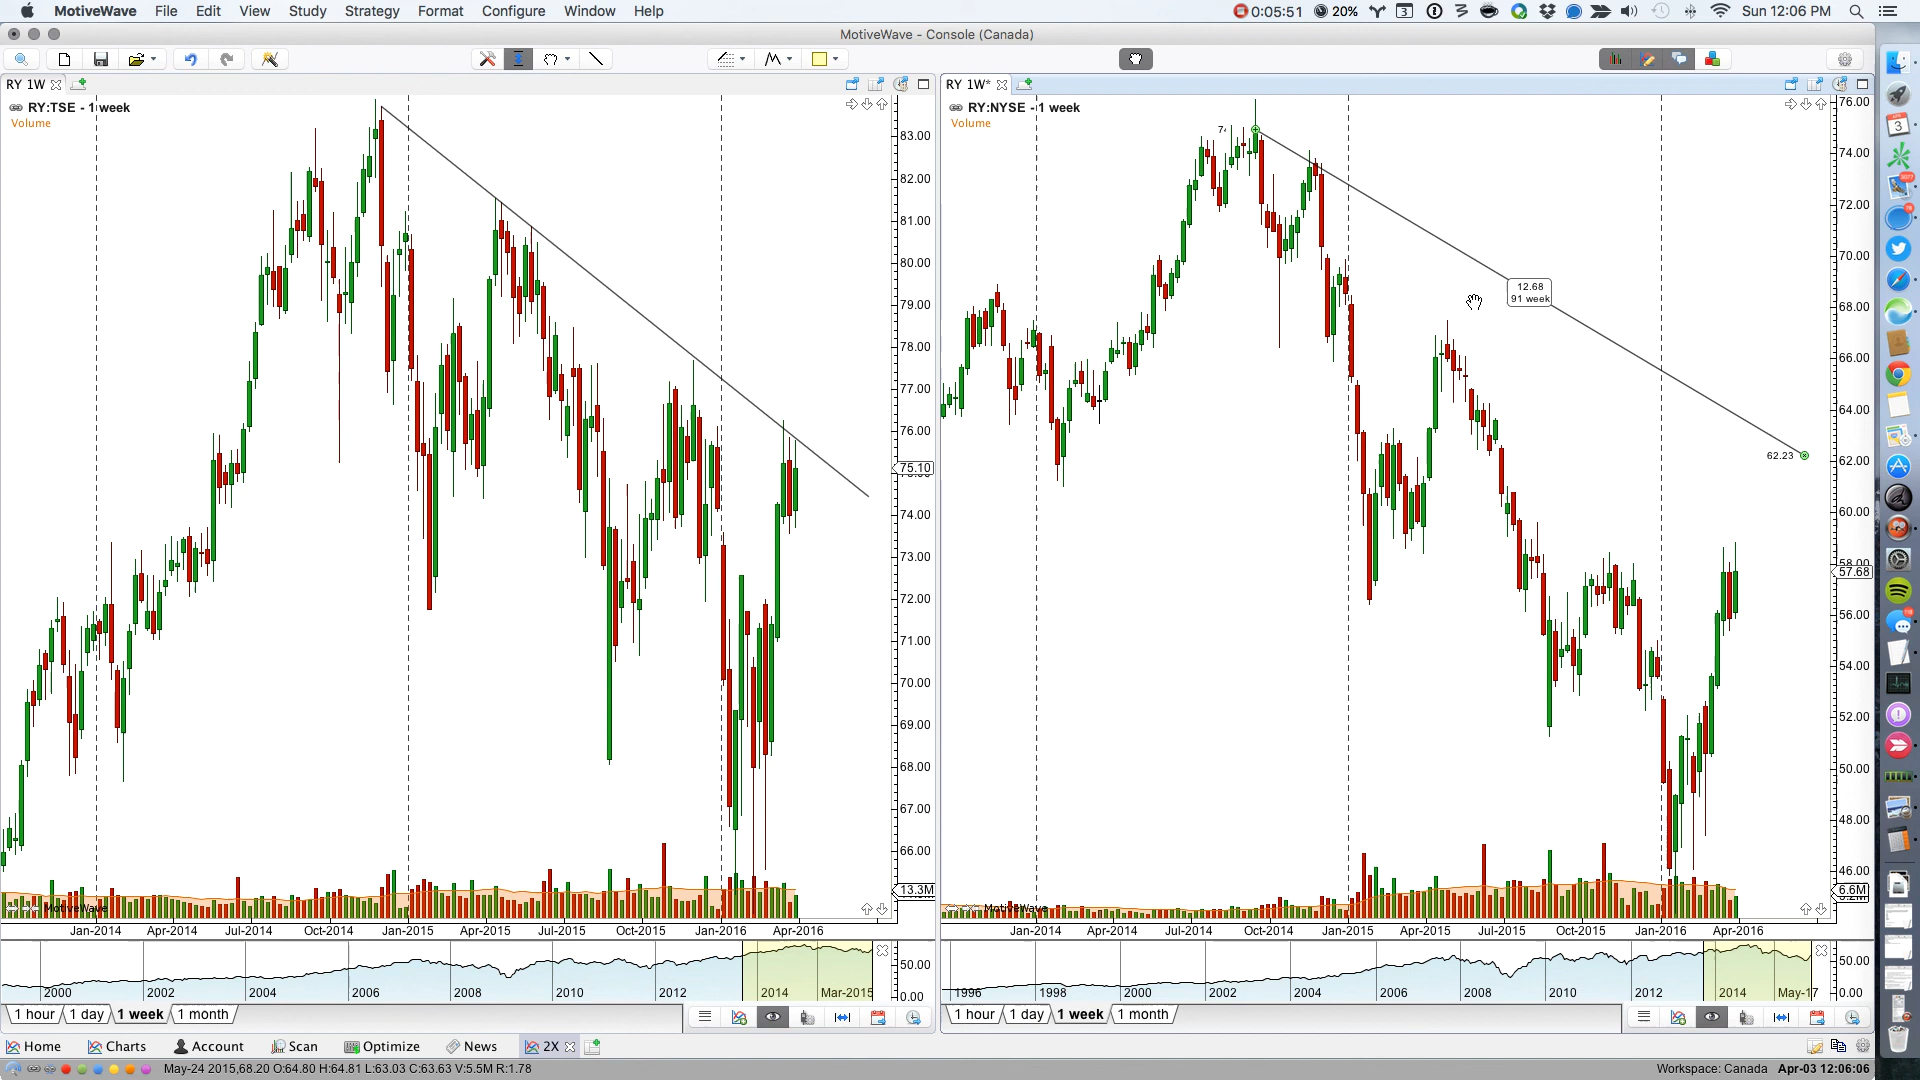 MotiveWave File Edit View Study Strategy Format Configure Window Help 0:05:51 20% 3 Sun 12:06 PM
MotiveWave - Console (Canada)
RY 1W
RY:TSE - 1 week
Volume
83.00
82.00
81.00
80.00
79.00
78.00
77.00
76.00
75.10
74.00
73.00
72.00
71.00
70.00
69.00
68.00
67.00
66.00
13.3M
MotiveWave
Jan-2014 Apr-2014 Jul-2014 Oct-2014 Jan-2015 Apr-2015 Jul-2015 Oct-2015 Jan-2016 Apr-2016
50.00
0.00
2000 2002 2004 2006 2008 2010 2012 2014 Mar-2015
1 hour 1 day 1 week 1 month
RY 1W*
RY:NYSE - 1 week
Volume
12.68
91 week
62.23
76.00
74.00
72.00
70.00
68.00
66.00
64.00
62.00
60.00
58.00
57.68
56.00
54.00
52.00
50.00
48.00
46.00
6.6M
MotiveWave
Jan-2014 Apr-2014 Jul-2014 Oct-2014 Jan-2015 Apr-2015 Jul-2015 Oct-2015 Jan-2016 Apr-2016
50.00
0.00
1996 1998 2000 2002 2004 2006 2008 2010 2012 2014 May-17
1 hour 1 day 1 week 1 month
Home Charts Account Scan Optimize News 2X
May-24 2015,68.20 O:64.80 H:64.81 L:63.03 C:63.63 V:5.5M R:1.78
Workspace: Canada Apr-03 12:06:06